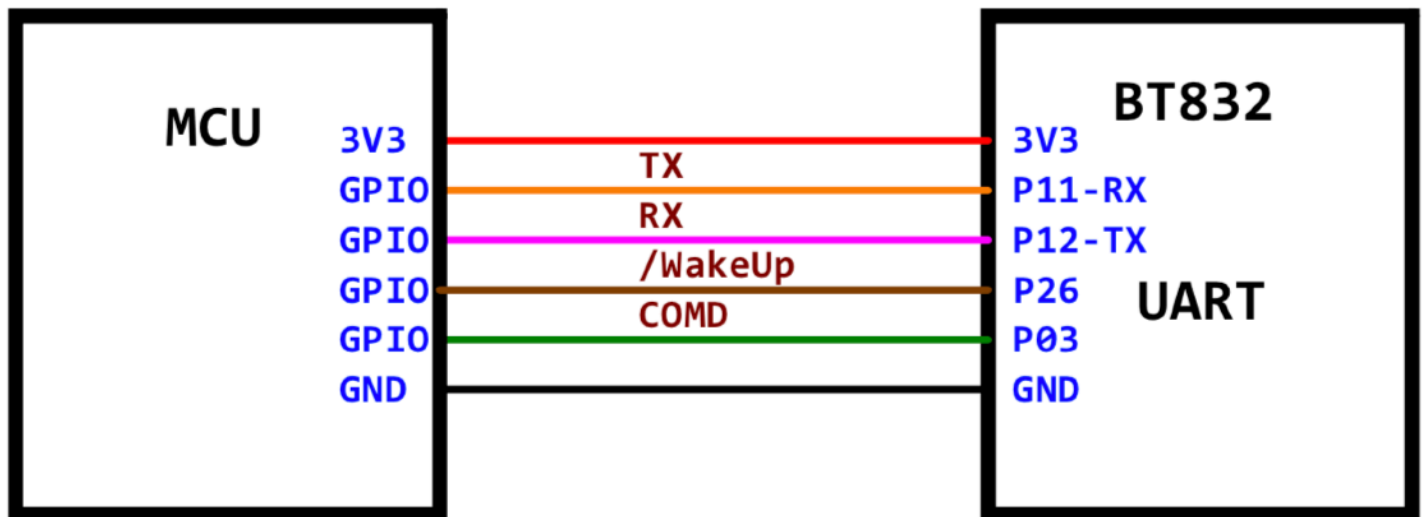 MCU
3V3
GPIO
GPIO
GPIO
GPIO
GND
TX
RX
/WakeUp
COMD
BT832
3V3
P11-RX
P12-TX
P26
UART
P03
GND